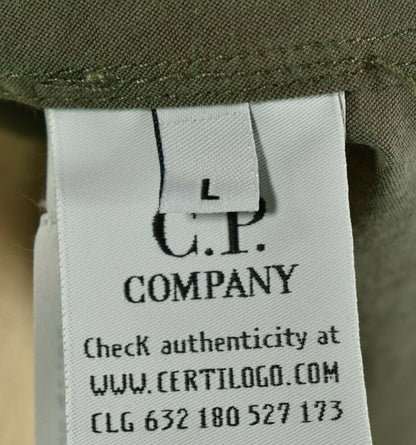 L
C.P.
COMPANY
Check authenticity at
WWW.CERTILOGO.COM
CLG 632 180 527 173